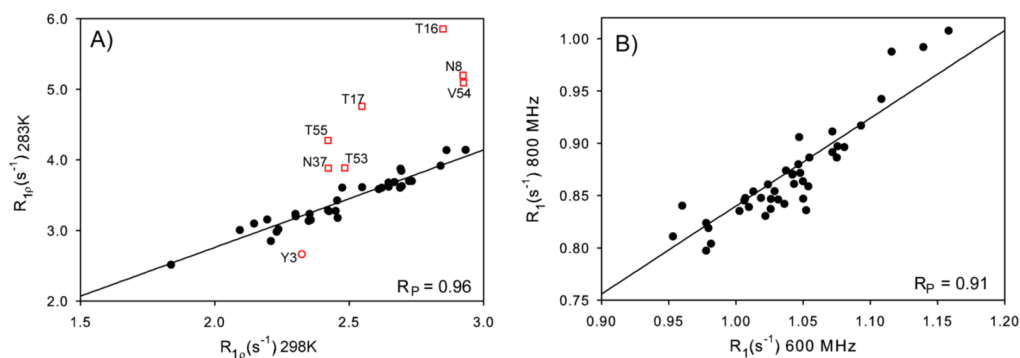 A)
R1ρ(s-1) 283K
6.0
5.0
4.0
3.0
2.0
T16
N8
V54
T17
T55
N37
T53
Y3
RP = 0.96
1.5
2.0
2.5
3.0
R1ρ(s-1) 298K
B)
R1(s-1) 800 MHz
1.00
0.95
0.90
0.85
0.80
0.75
RP = 0.91
0.90
0.95
1.00
1.05
1.10
1.15
1.20
R1(s-1) 600 MHz